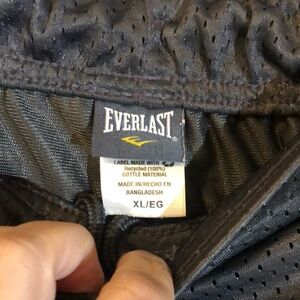 EVERLAST
LABEL MADE WITH
Recycled (100%)
BOTTLE MATERIAL
MADE IN/HECHO EN
BANGLADESH
XL/EG